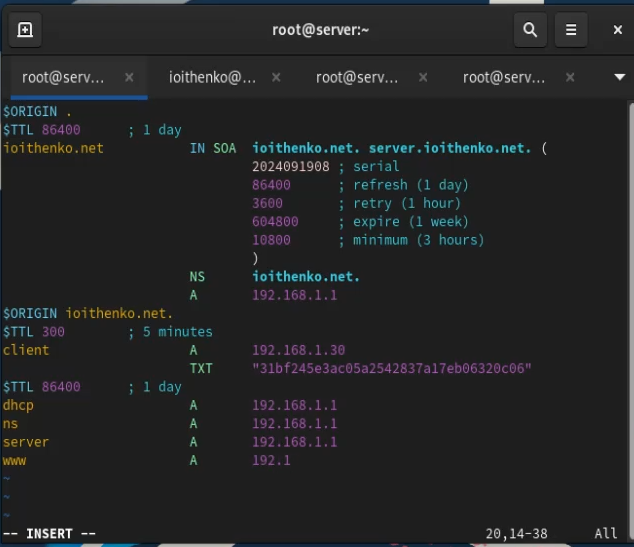 root@server:~
root@serv... ioithenko@... root@serv... root@serv...
$ORIGIN .
$TTL 86400 ; 1 day
ioithenko.net IN SOA ioithenko.net. server.ioithenko.net. (
2024091908 ; serial
86400 ; refresh (1 day)
3600 ; retry (1 hour)
604800 ; expire (1 week)
10800 ; minimum (3 hours)
)
NS ioithenko.net.
A 192.168.1.1
$ORIGIN ioithenko.net.
$TTL 300 ; 5 minutes
client A 192.168.1.30
TXT "31bf245e3ac05a2542837a17eb06320c06"
$TTL 86400 ; 1 day
dhcp A 192.168.1.1
ns A 192.168.1.1
server A 192.168.1.1
www A 192.1
~
~
~
-- INSERT -- 20,14-38 All